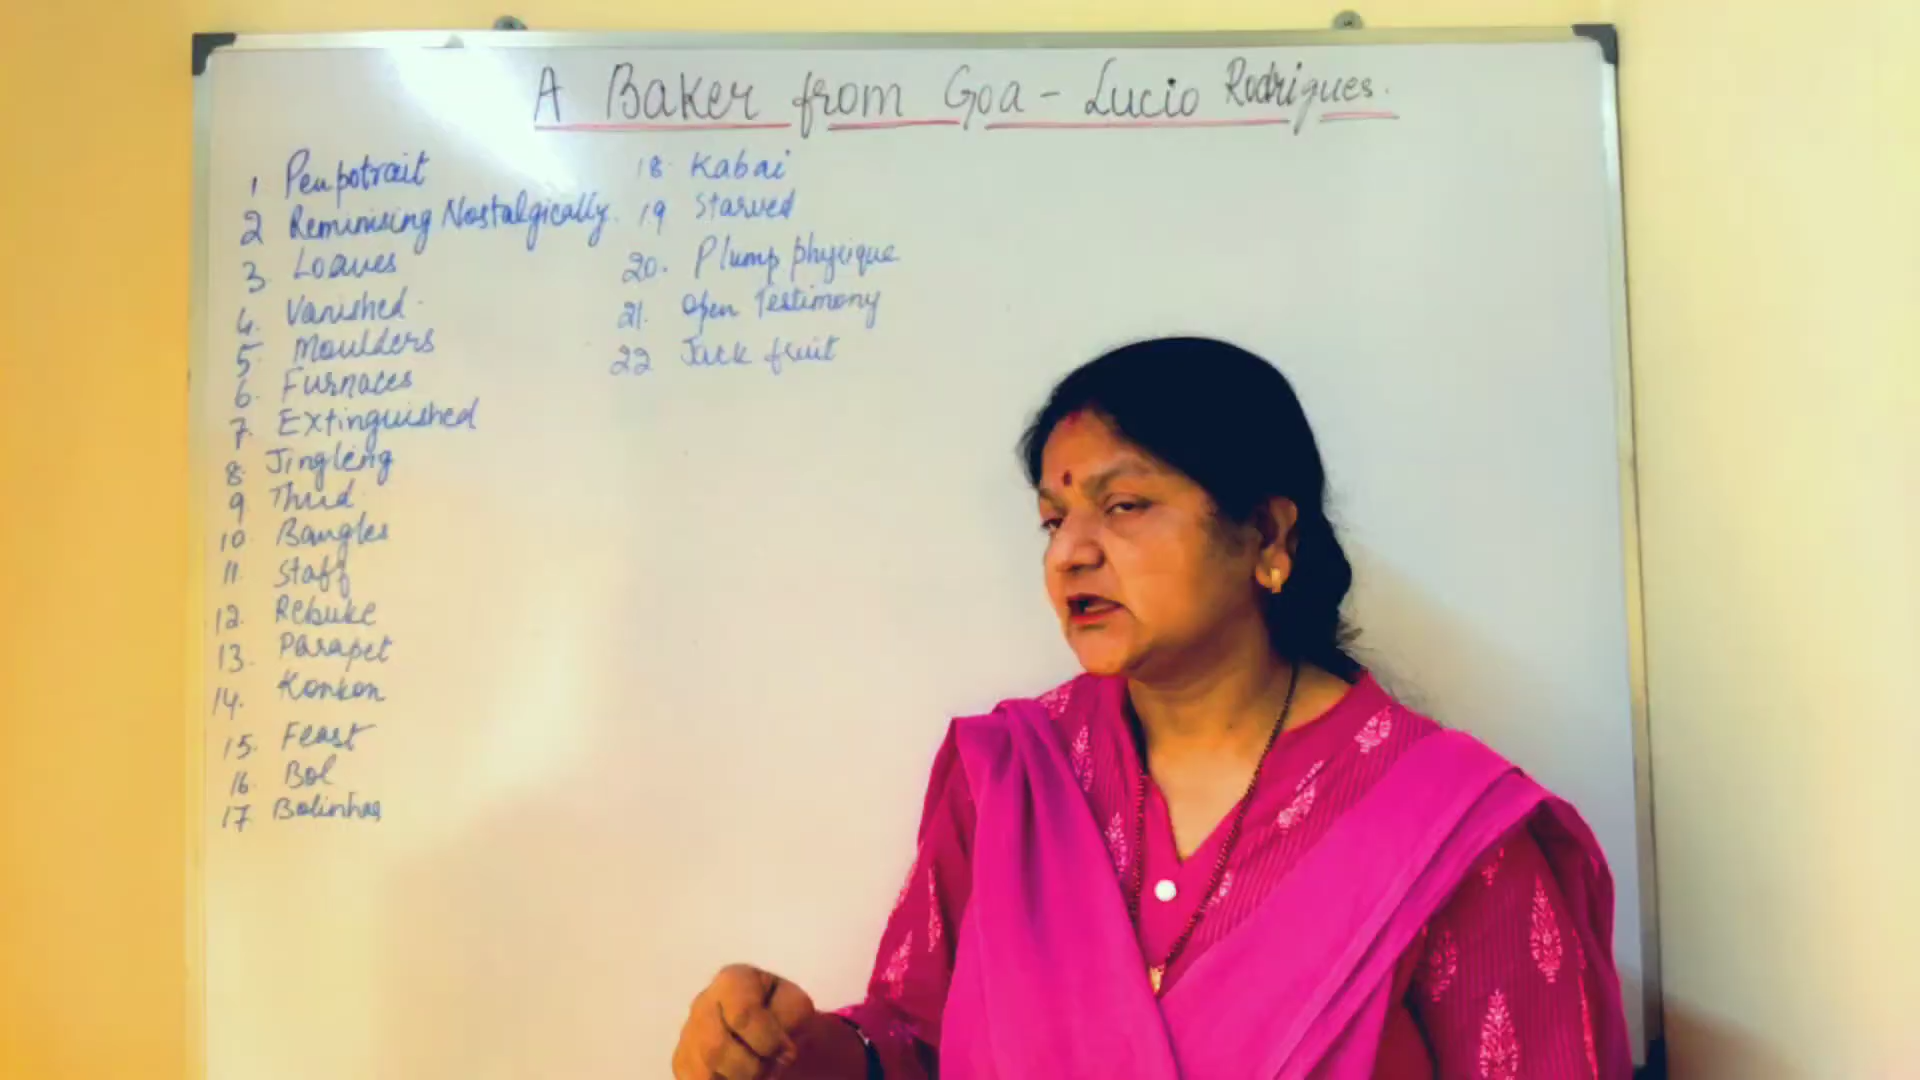 A Baker from Goa - Lucio Rodrigues.
1 Penpotrait
2 Reminising Nostalgically.
3 Loaves
4. Vanished.
5. Moulders
6. Furnaces
7. Extinguished
8. Jingleng
9 Thud.
10 Bangles
11. Staff
12. Rebuke
13. Parapet
14. Konkon
15. Feast
16. Bol
17. Bolinhas
18. Kabai
19 Starved
20. Plump physique
21. Open Testimony
22 Jack fruit